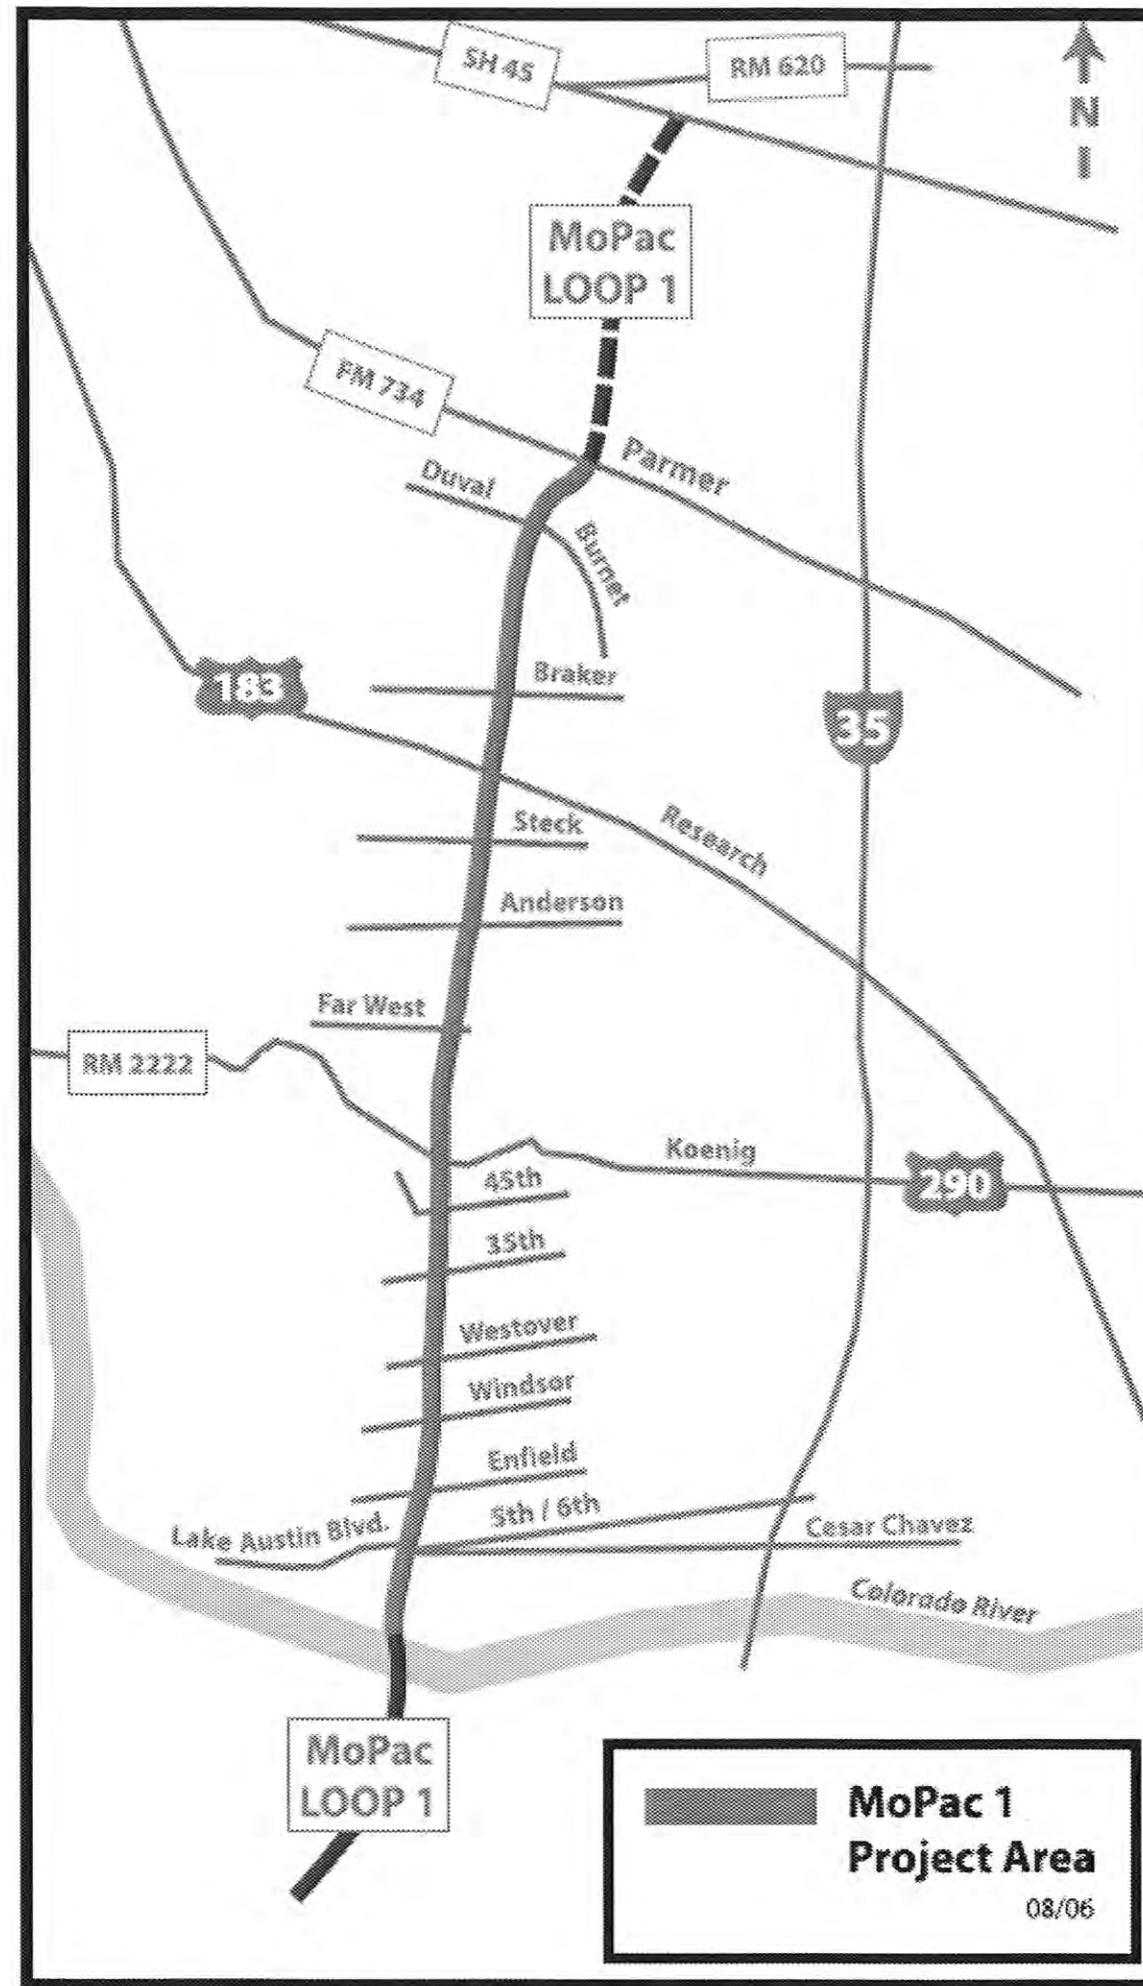 SH 45
RM 620
N
MoPac
LOOP 1
FM 734
Parmer
Duval
Burnet
Braker
183
35
Steck
Research
Anderson
Far West
RM 2222
Koenig
290
45th
35th
Westover
Windsor
Enfield
5th / 6th
Lake Austin Blvd.
Cesar Chavez
Colorado River
MoPac
LOOP 1
MoPac 1
Project Area
08/06